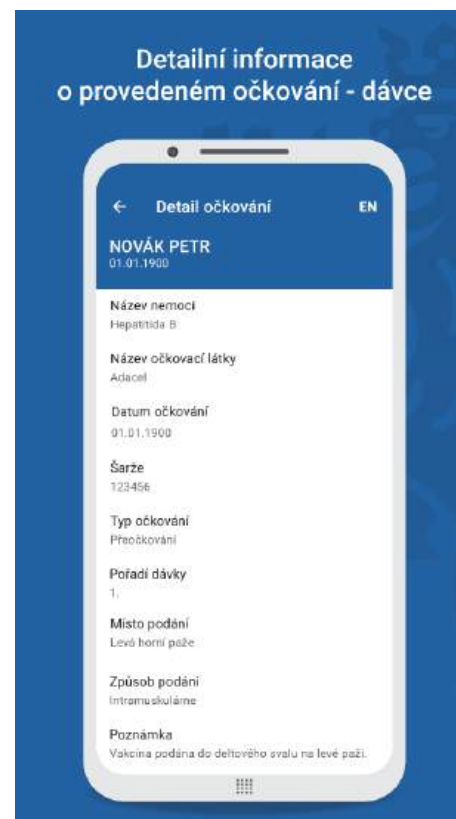 Detailní informace
o provedeném očkování - dávce
Detail očkování
EN
NOVÁK PETR
01.01.1900
Název nemoci
Hepatitida B
Název očkovací látky
Adacel
Datum očkování
01.01.1900
Šarže
123456
Typ očkování
Přeočkování
Pořadí dávky
1.
Místo podání
Levá horní paže
Způsob podání
Intramuskulárne
Poznámka
Vakcína podána do deltového svalu na levé paži.